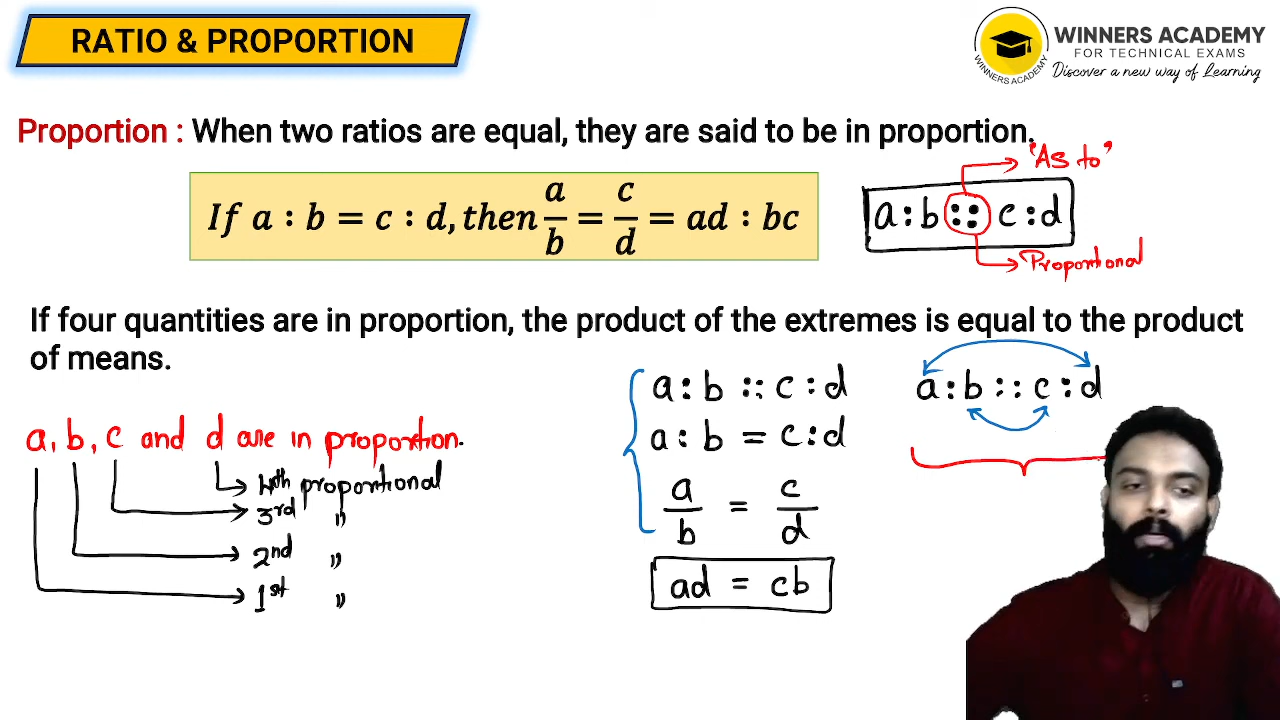 RATIO & PROPORTION
WINNERS ACADEMY
FOR TECHNICAL EXAMS
Discover a new way of Learning
WINNERS ACADEMY
Proportion : When two ratios are equal, they are said to be in proportion.
If a : b = c : d, then a/b = c/d = ad : bc
"As to"
a : b :: c : d
Proportional
If four quantities are in proportion, the product of the extremes is equal to the product
of means.
a, b, c and d are in proportion.
4th proportional
3rd "
2nd "
1st "
a : b :: c : d
a : b = c : d
a/b = c/d
ad = cb
a : b :: c : d